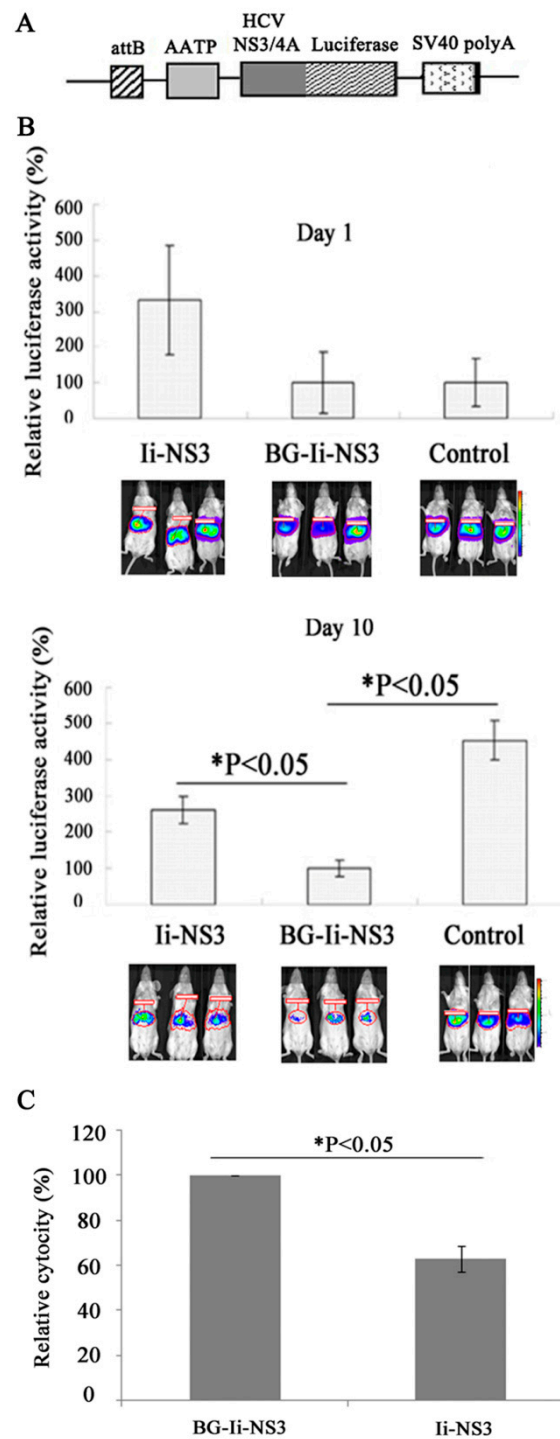 A
attB AATP HCV NS3/4A Luciferase SV40 polyA
B
Relative luciferase activity (%)
600
500
400
300
200
100
0
Day 1
Ii-NS3 BG-Ii-NS3 Control
Day 10
Relative luciferase activity (%)
600
500
400
300
200
100
0
*P<0.05
*P<0.05
Ii-NS3 BG-Ii-NS3 Control
C
Relative cytocity (%)
120
100
80
60
40
20
0
*P<0.05
BG-Ii-NS3 Ii-NS3